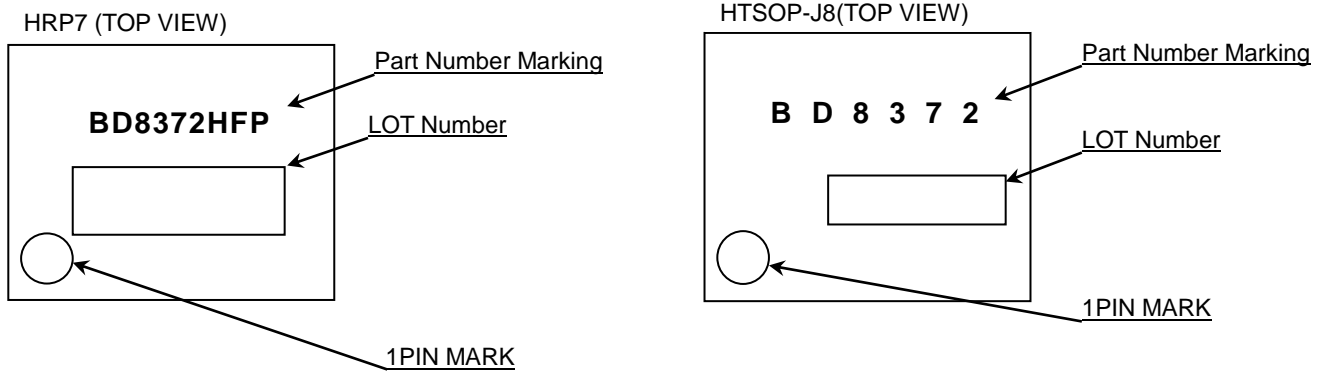 HRP7 (TOP VIEW)
Part Number Marking
BD8372HFP
LOT Number
1PIN MARK
HTSOP-J8(TOP VIEW)
Part Number Marking
B D 8 3 7 2
LOT Number
1PIN MARK